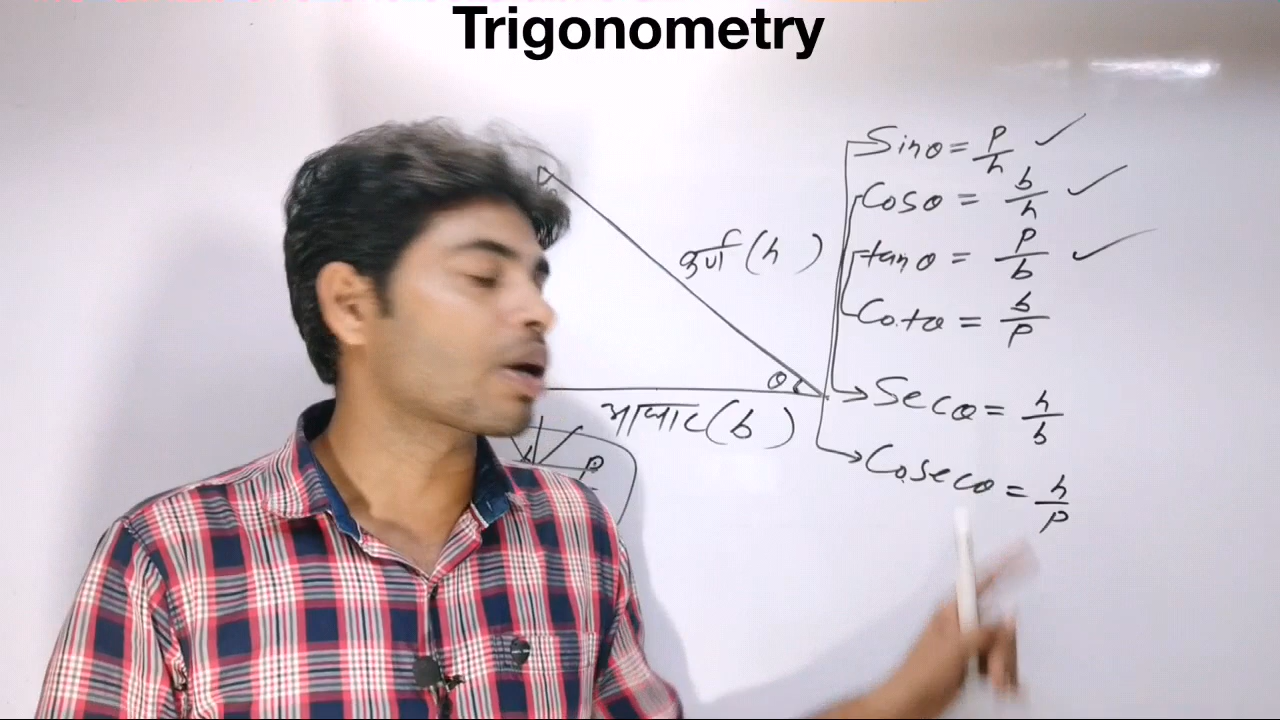 Trigonometry
Sinθ = P/h ✓
Cosθ = b/h ✓
tanθ = P/b ✓
Cotθ = b/P
Secθ = h/b
Cosecθ = h/P
कर्ण (h)
θ
आधार (b)
P